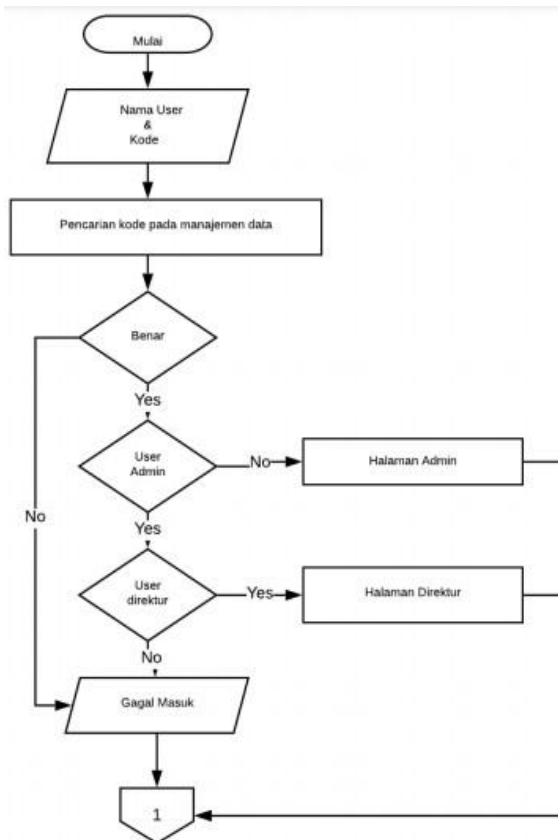 Mulai
Nama User
&
Kode
Pencarian kode pada manajemen data
Benar
Yes
User
Admin
No
Halaman Admin
No
Yes
User
direktur
Yes
Halaman Direktur
No
Gagal Masuk
1